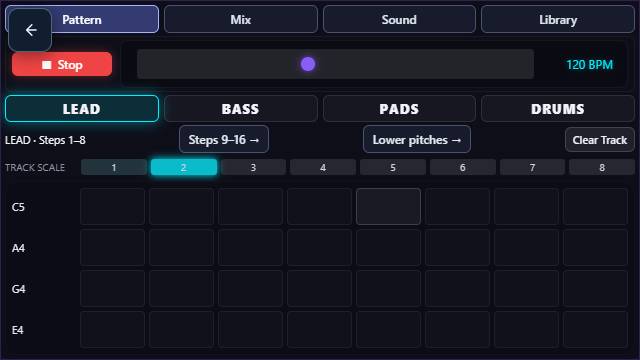 Pattern Mix Sound Library
Stop 120 BPM
LEAD BASS PADS DRUMS
LEAD · Steps 1–8 Steps 9–16 → Lower pitches → Clear Track
TRACK SCALE 1 2 3 4 5 6 7 8
C5
A4
G4
E4